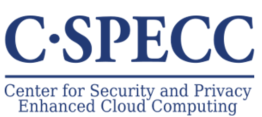 C·SPECC
Center for Security and Privacy
Enhanced Cloud Computing